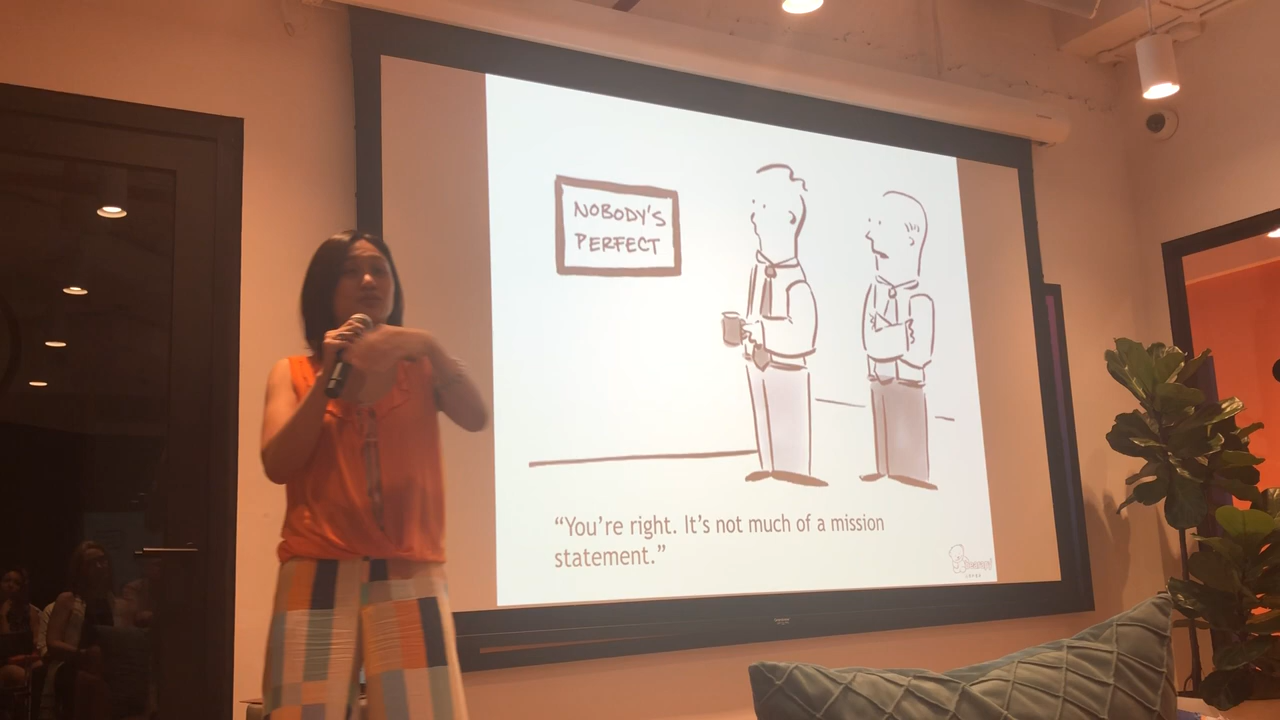 NOBODY'S
PERFECT
“You're right. It's not much of a mission
statement.”